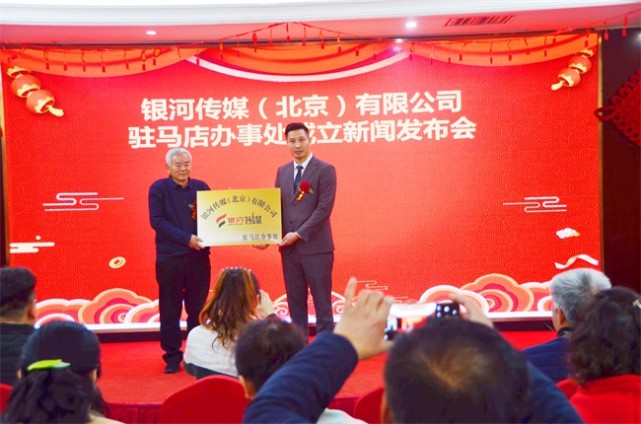 银河传媒（北京）有限公司
驻马店办事处成立新闻发布会
银河传媒（北京）有限公司
银河传媒
驻马店办事处